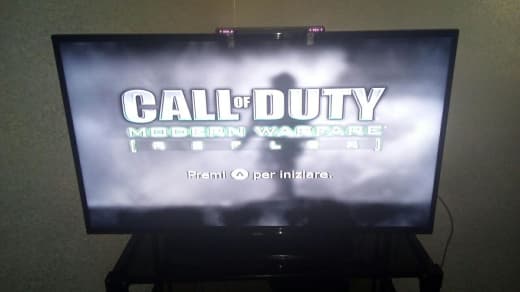 CALL OF DUTY
MODERN WARFARE
[REFLEX]
Premi A per iniziare.